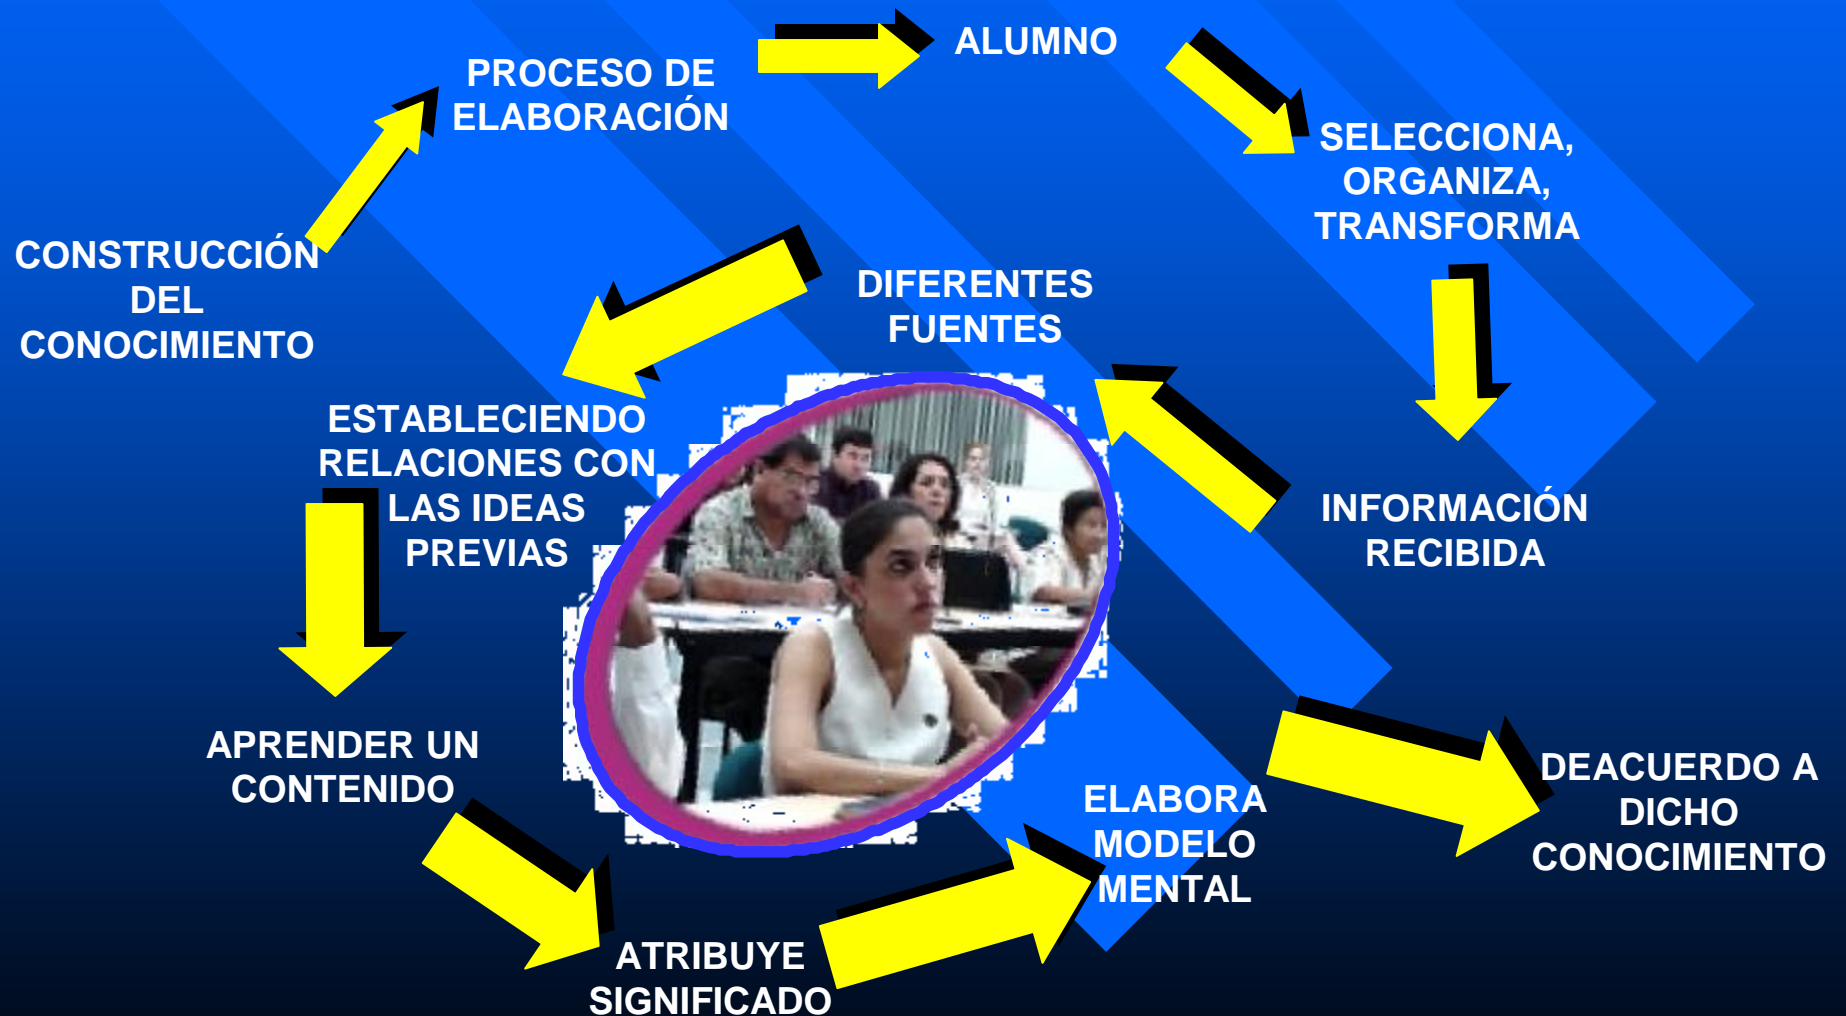 CONSTRUCCIÓN
DEL
CONOCIMIENTO
PROCESO DE
ELABORACIÓN
ALUMNO
SELECCIONA,
ORGANIZA,
TRANSFORMA
INFORMACIÓN
RECIBIDA
DIFERENTES
FUENTES
ESTABLECIENDO
RELACIONES CON
LAS IDEAS
PREVIAS
APRENDER UN
CONTENIDO
ATRIBUYE
SIGNIFICADO
ELABORA
MODELO
MENTAL
DEACUERDO A
DICHO
CONOCIMIENTO